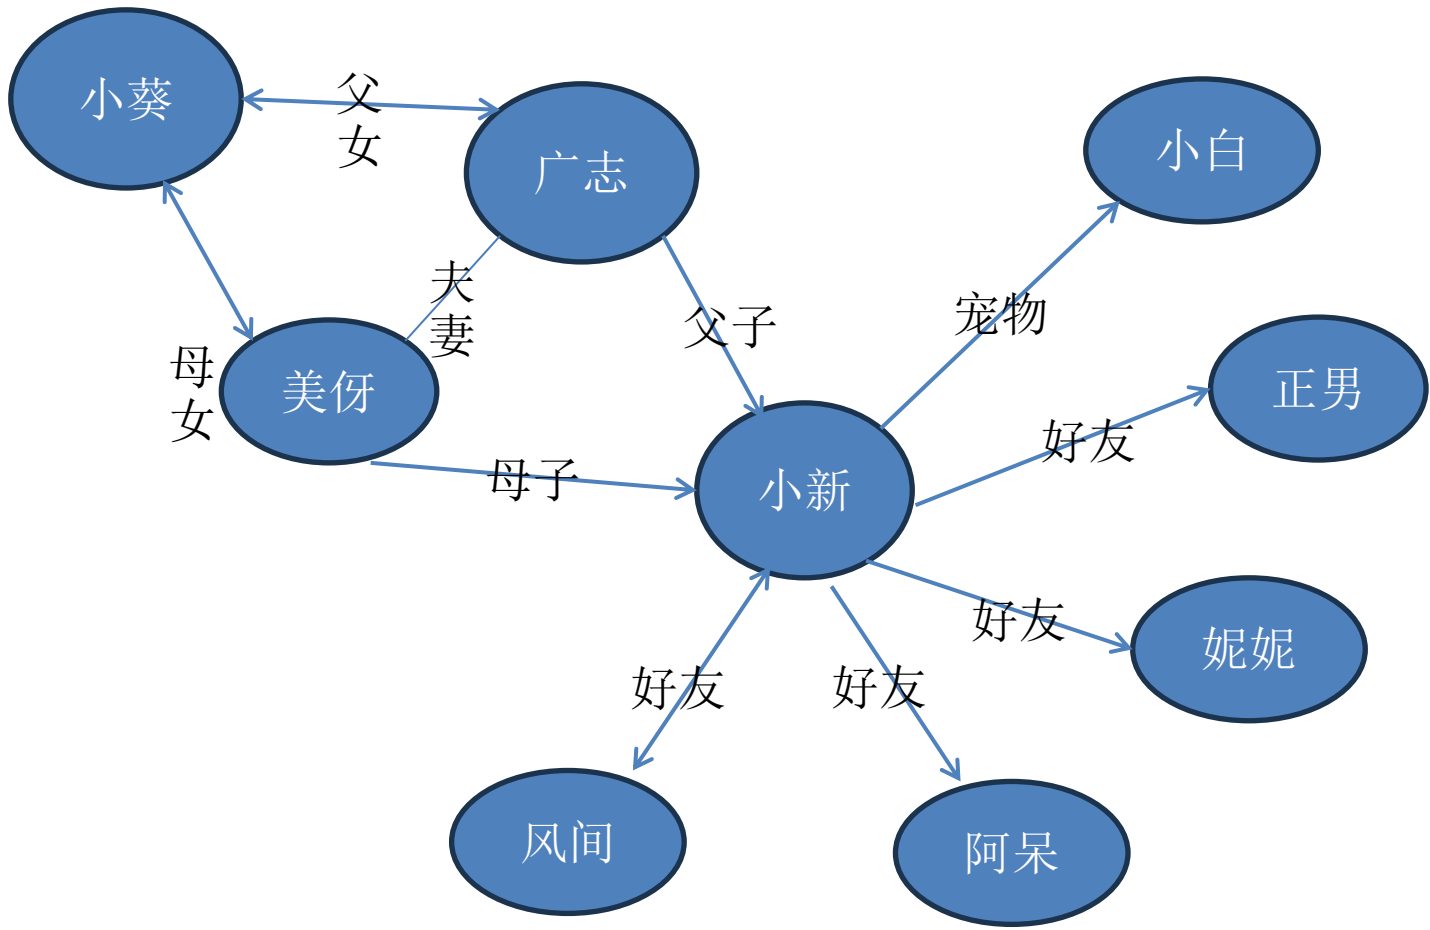 小葵
父
女
广志
小白
夫
妻
父子
宠物
母
女
美伢
正男
好友
母子
小新
好友
妮妮
好友
好友
风间
阿呆